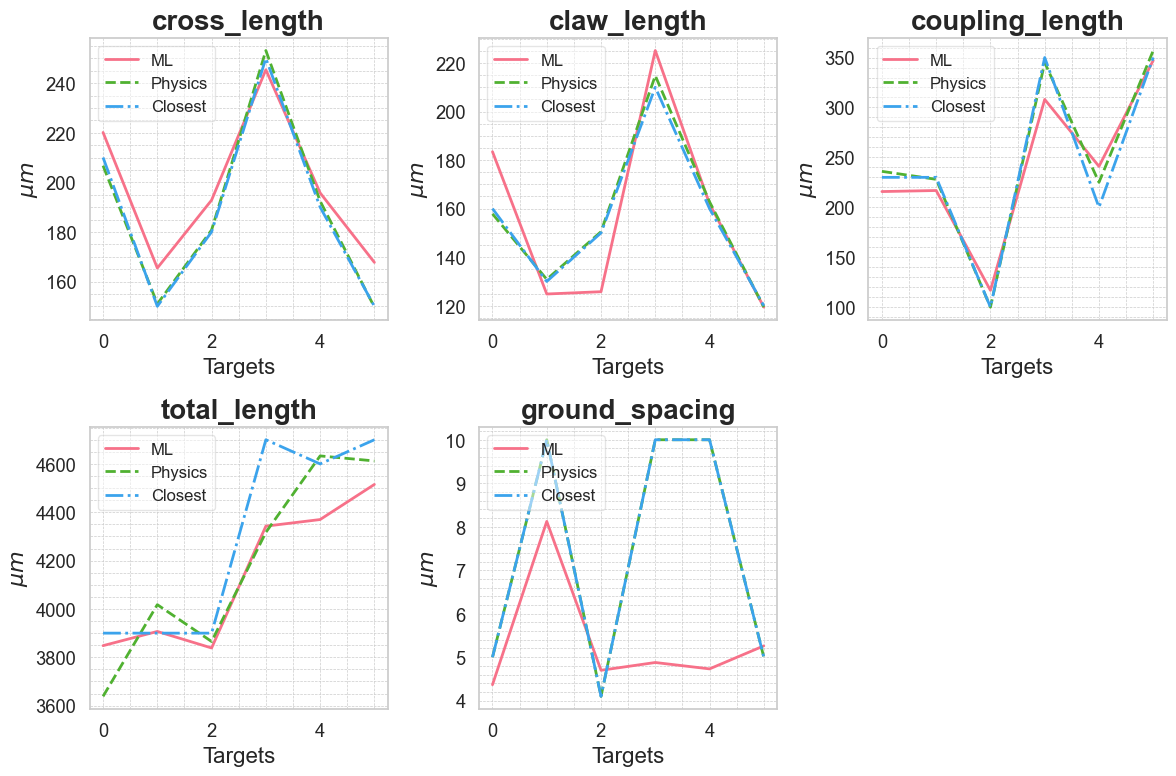 cross_length
ML
Physics
Closest
240
220
200
180
160
μm
0 2 4
Targets
claw_length
ML
Physics
Closest
220
200
180
160
140
120
μm
0 2 4
Targets
coupling_length
ML
Physics
Closest
350
300
250
200
150
100
μm
0 2 4
Targets
total_length
ML
Physics
Closest
4600
4400
4200
4000
3800
3600
μm
0 2 4
Targets
ground_spacing
ML
Physics
Closest
10
9
8
7
6
5
4
μm
0 2 4
Targets